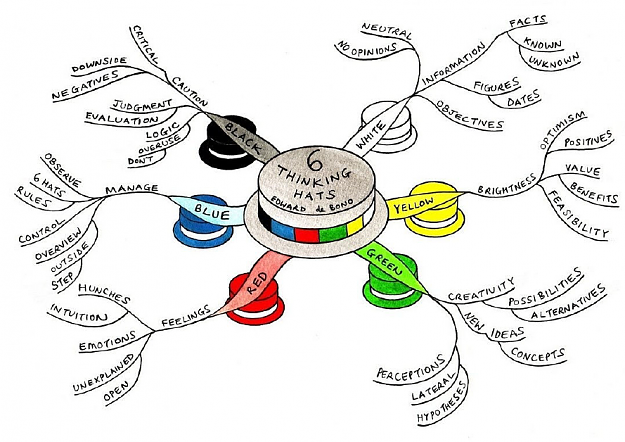 6
THINKING
HATS
EDWARD de BONO
WHITE
NEUTRAL
NO OPINIONS
INFORMATION
FACTS
KNOWN
UNKNOWN
FIGURES
DATES
OBJECTIVES
YELLOW
BRIGHTNESS
OPTIMISM
POSITIVES
VALUE
BENEFITS
FEASIBILITY
GREEN
CREATIVITY
POSSIBILITIES
ALTERNATIVES
NEW IDEAS
CONCEPTS
PERCEPTIONS
LATERAL
HYPOTHESES
RED
FEELINGS
HUNCHES
INTUITION
EMOTIONS
UNEXPLAINED
OPEN
BLUE
MANAGE
OBSERVE
6 HATS
RULES
CONTROL
OVERVIEW
OUTSIDE
STEP
BLACK
CAUTION
CRITICAL
DOWNSIDE
NEGATIVES
JUDGMENT
EVALUATION
LOGIC
OVERUSE
DONT